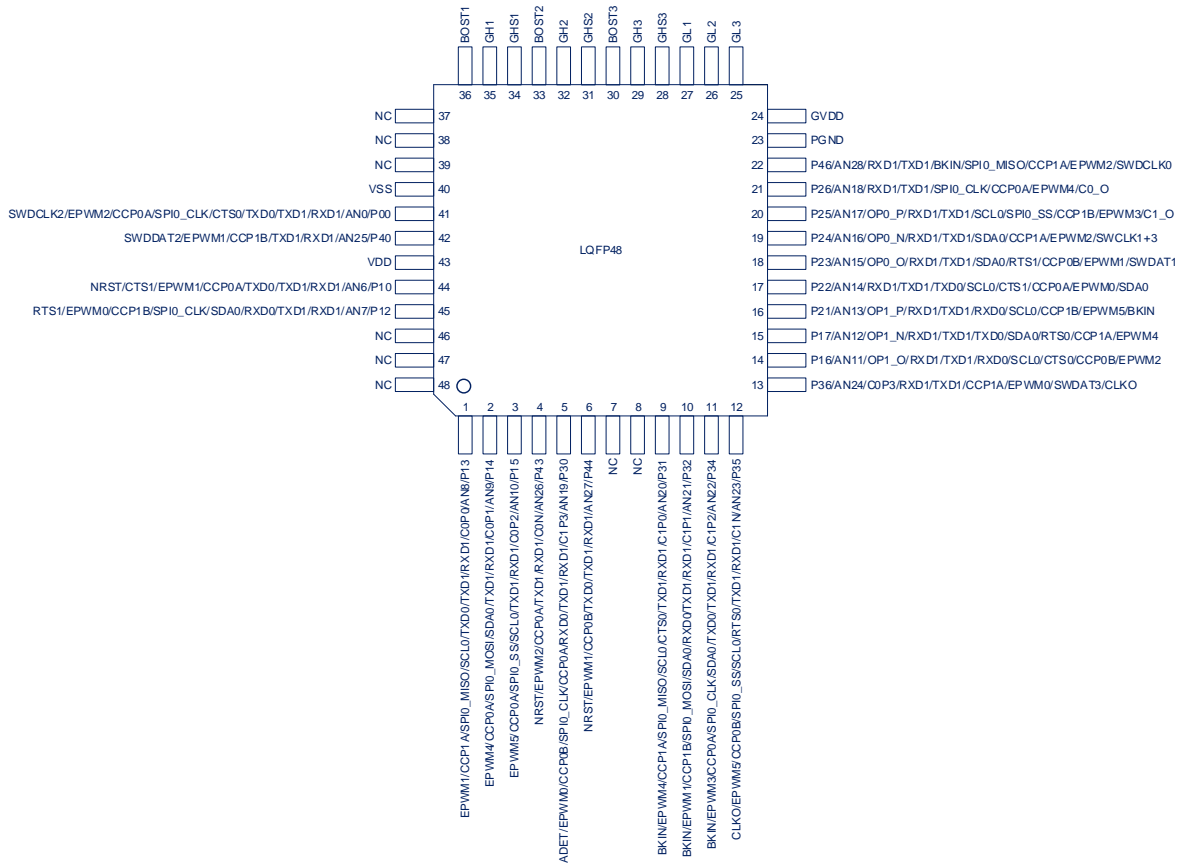 BOST1
GH1
GHS1
BOST2
GH2
GHS2
BOST3
GH3
GHS3
GL1
GL2
GL3
36
35
34
33
32
31
30
29
28
27
26
25
NC
37
NC
38
NC
39
VSS
40
SWDCLK2/EPWM2/CCP0A/SPI0_CLK/CTS0/TXD0/TXD1/RXD1/AN0/P00
41
SWDDAT2/EPWM1/CCP1B/TXD1/RXD1/AN25/P40
42
VDD
43
NRST/CTS1/EPWM1/CCP0A/TXD0/TXD1/RXD1/AN6/P10
44
RTS1/EPWM0/CCP1B/SPI0_CLK/SDA0/RXD0/TXD1/RXD1/AN7/P12
45
NC
46
NC
47
NC
48
LQFP48
24
GVDD
23
PGND
22
P46/AN28/RXD1/TXD1/BKIN/SPI0_MISO/CCP1A/EPWM2/SWDCLK0
21
P26/AN18/RXD1/TXD1/SPI0_CLK/CCP0A/EPWM4/C0_O
20
P25/AN17/OP0_P/RXD1/TXD1/SCL0/SPI0_SS/CCP1B/EPWM3/C1_O
19
P24/AN16/OP0_N/RXD1/TXD1/SDA0/CCP1A/EPWM2/SWCLK1+3
18
P23/AN15/OP0_O/RXD1/TXD1/SDA0/RTS1/CCP0B/EPWM1/SWDAT1
17
P22/AN14/RXD1/TXD1/TXD0/SCL0/CTS1/CCP0A/EPWM0/SDA0
16
P21/AN13/OP1_P/RXD1/TXD1/RXD0/SCL0/CCP1B/EPWM5/BKIN
15
P17/AN12/OP1_N/RXD1/TXD1/TXD0/SDA0/RTS0/CCP1A/EPWM4
14
P16/AN11/OP1_O/RXD1/TXD1/RXD0/SCL0/CTS0/CCP0B/EPWM2
13
P36/AN24/C0P3/RXD1/TXD1/CCP1A/EPWM0/SWDAT3/CLKO
1
2
3
4
5
6
7
8
9
10
11
12
EPWM1/CCP1A/SPI0_MISO/SCL0/TXD0/TXD1/RXD1/C0P0/AN8/P13
EPWM4/CCP0A/SPI0_MOSI/SDA0/TXD1/RXD1/C0P1/AN9/P14
EPWM5/CCP0A/SPI0_SS/SCL0/TXD1/RXD1/C0P2/AN10/P15
NRST/EPWM2/CCP0A/TXD1/RXD1/C0N/AN26/P43
ADET/EPWM0/CCP0B/SPI0_CLK/CCP0A/RXD0/TXD1/RXD1/C1P3/AN19/P30
NRST/EPWM1/CCP0B/TXD0/TXD1/RXD1/AN27/P44
NC
NC
BKIN/EPWM4/CCP1A/SPI0_MISO/SCL0/CTS0/TXD1/RXD1/C1P0/AN20/P31
BKIN/EPWM1/CCP1B/SPI0_MOSI/SDA0/RXD0/TXD1/RXD1/C1P1/AN21/P32
BKIN/EPWM3/CCP0A/SPI0_CLK/SDA0/TXD0/TXD1/RXD1/C1P2/AN22/P34
CLKO/EPWM5/CCP0B/SPI0_SS/SCL0/RTS0/TXD1/RXD1/C1N/AN23/P35